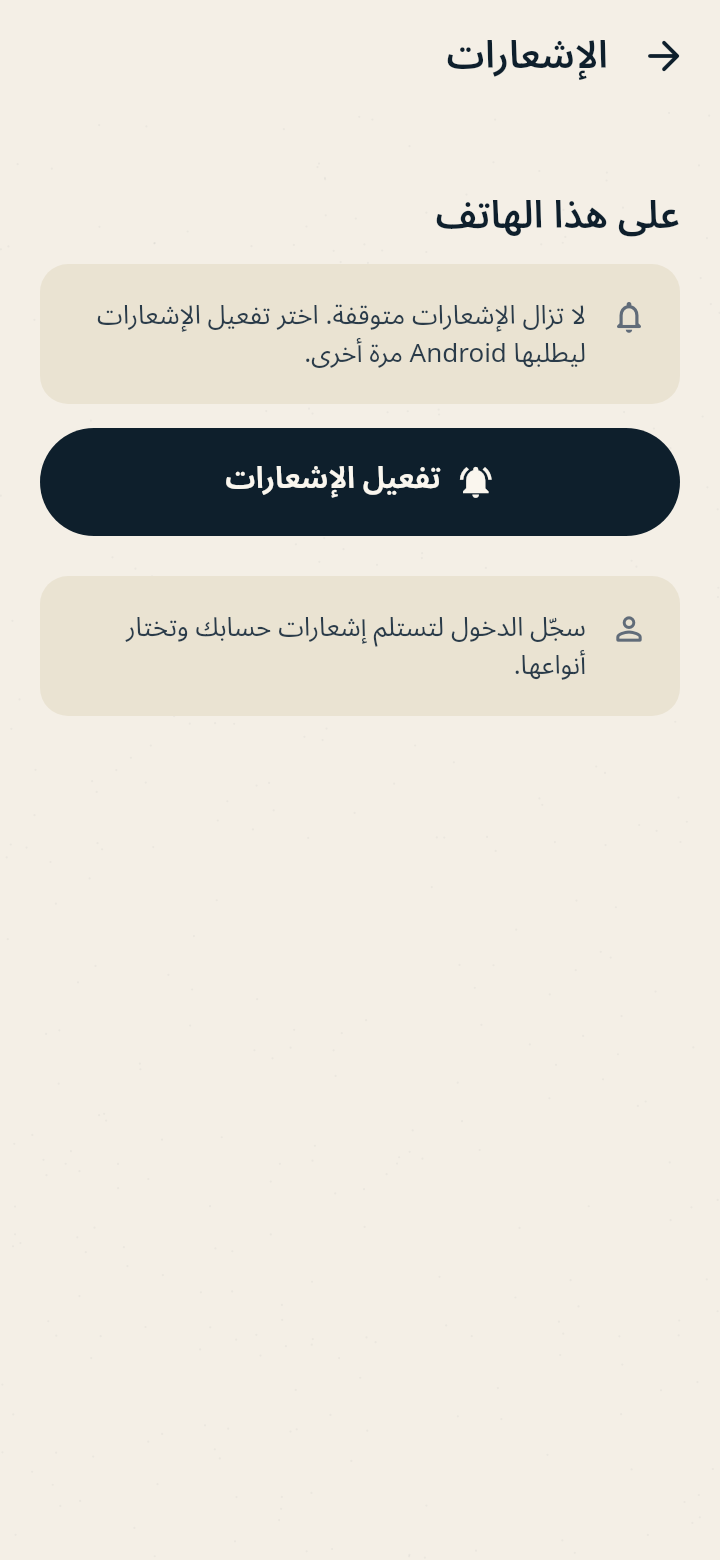 الإشعارات
على هذا الهاتف
لا تزال الإشعارات متوقفة. اختر تفعيل الإشعارات
ليطلبها Android مرة أخرى.
تفعيل الإشعارات
سجّل الدخول لتستلم إشعارات حسابك وتختار
أنواعها.